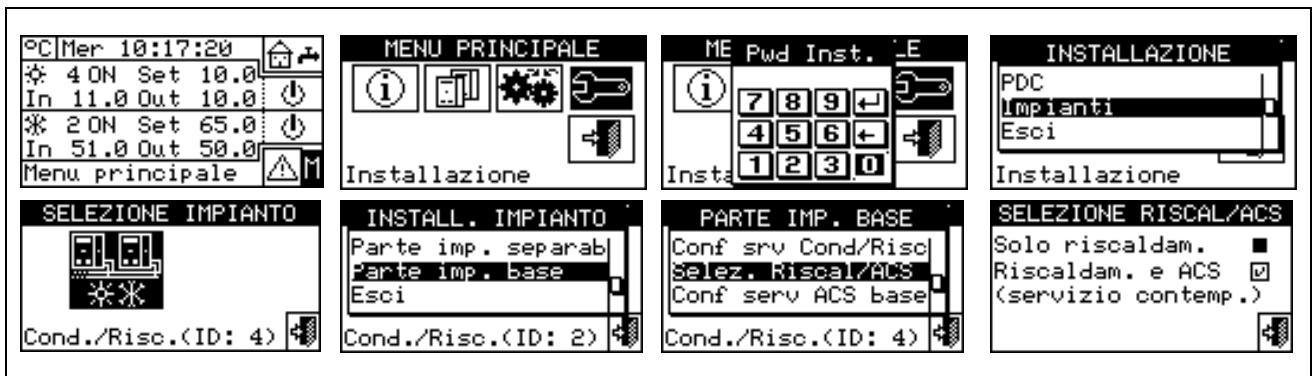 °C Mer 10:17:20
4 ON Set 10.0
In 11.0 Out 10.0
2 ON Set 65.0
In 51.0 Out 50.0
Menu principale M
MENU PRINCIPALE
Installazione
ME Pwd Inst. LE
7 8 9
4 5 6
1 2 3 0
Insta
INSTALLAZIONE
PDC
Impianti
Esci
Installazione
SELEZIONE IMPIANTO
Cond./Risc.(ID: 4)
INSTALL. IMPIANTO
Parte imp. separab
Parte imp. base
Esci
Cond./Risc.(ID: 2)
PARTE IMP. BASE
Conf srv Cond/Risc
Selez. Riscal/ACS
Conf serv ACS base
Cond./Risc.(ID: 4)
SELEZIONE RISCAL/ACS
Solo riscaldam.
Riscaldam. e ACS
(servizio contemp.)